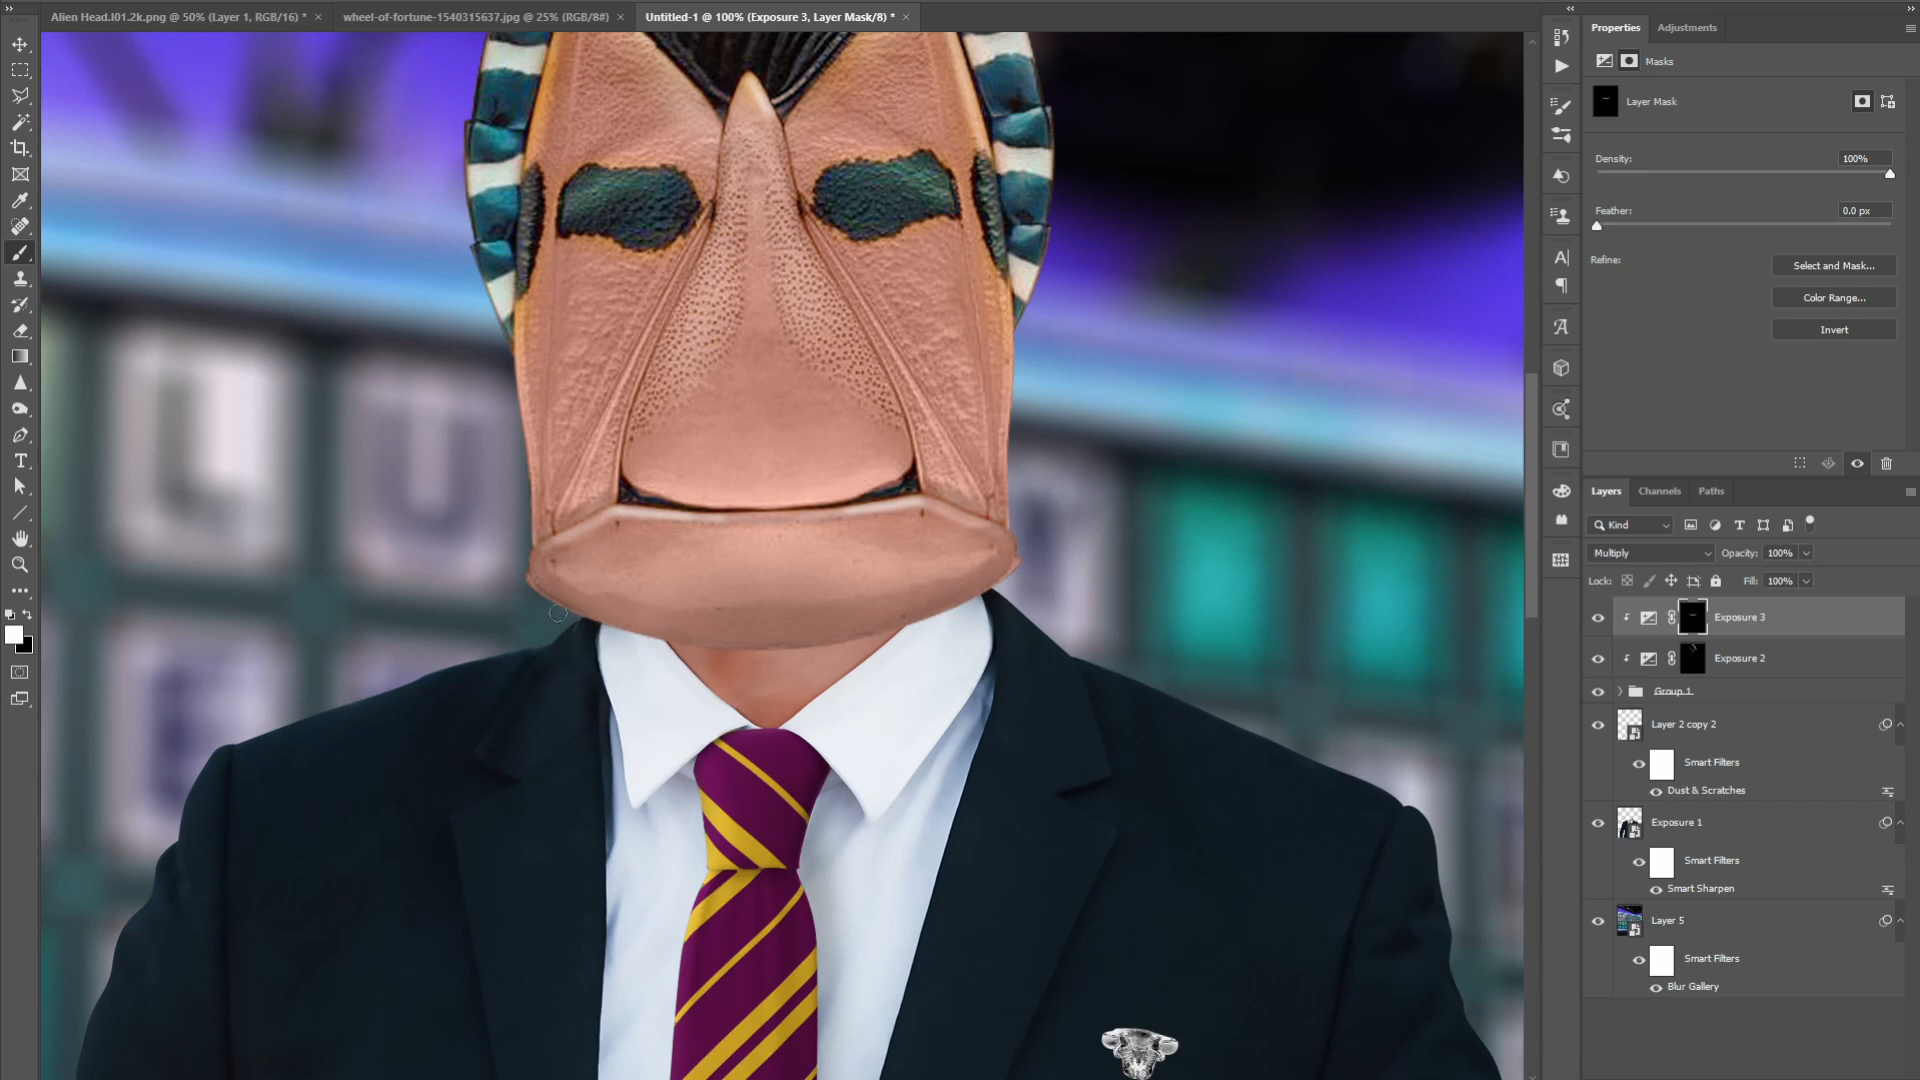 Alien Head.I01.2k.png @ 50% (Layer 1, RGB/16) *
wheel-of-fortune-1540315637.jpg @ 25% (RGB/8#)
Untitled-1 @ 100% (Exposure 3, Layer Mask/8) *
Properties
Adjustments
Masks
Layer Mask
Density:
100%
Feather:
0.0 px
Refine:
Select and Mask...
Color Range...
Invert
Layers
Channels
Paths
Kind
Multiply
Opacity: 100%
Lock:
Fill: 100%
Exposure 3
Exposure 2
Group 1
Layer 2 copy 2
Smart Filters
Dust & Scratches
Exposure 1
Smart Filters
Smart Sharpen
Layer 5
Smart Filters
Blur Gallery
L U